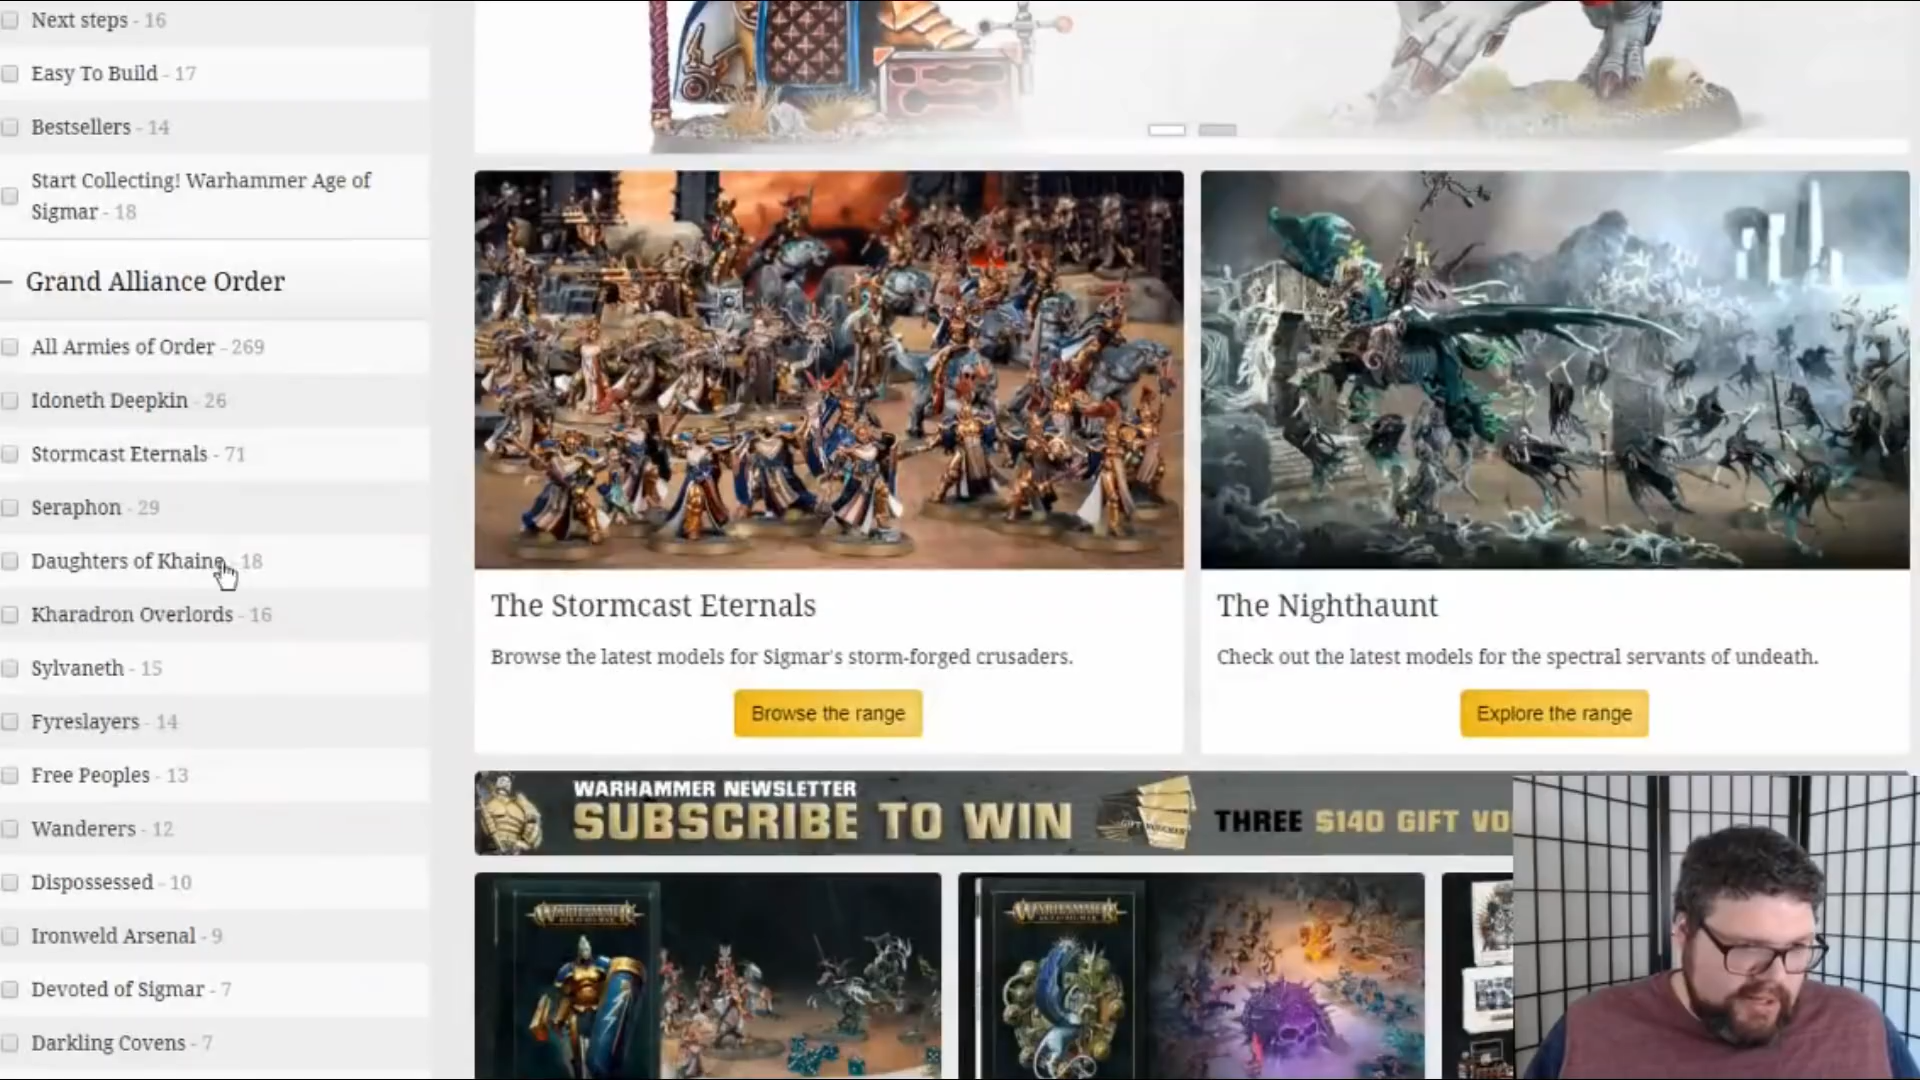 Next steps - 16
Easy To Build - 17
Bestsellers - 14
Start Collecting! Warhammer Age of
Sigmar - 18
Grand Alliance Order
All Armies of Order - 269
Idoneth Deepkin - 26
Stormcast Eternals - 71
Seraphon - 29
Daughters of Khaine - 18
Kharadron Overlords - 16
Sylvaneth - 15
Fyreslayers - 14
Free Peoples - 13
Wanderers - 12
Dispossessed - 10
Ironweld Arsenal - 9
Devoted of Sigmar - 7
Darkling Covens - 7
The Stormcast Eternals
Browse the latest models for Sigmar's storm-forged crusaders.
Browse the range
The Nighthaunt
Check out the latest models for the spectral servants of undeath.
Explore the range
WARHAMMER NEWSLETTER
SUBSCRIBE TO WIN
GIFT VOUCHER
THREE $140 GIFT VO
WARHAMMER
WARHAMMER